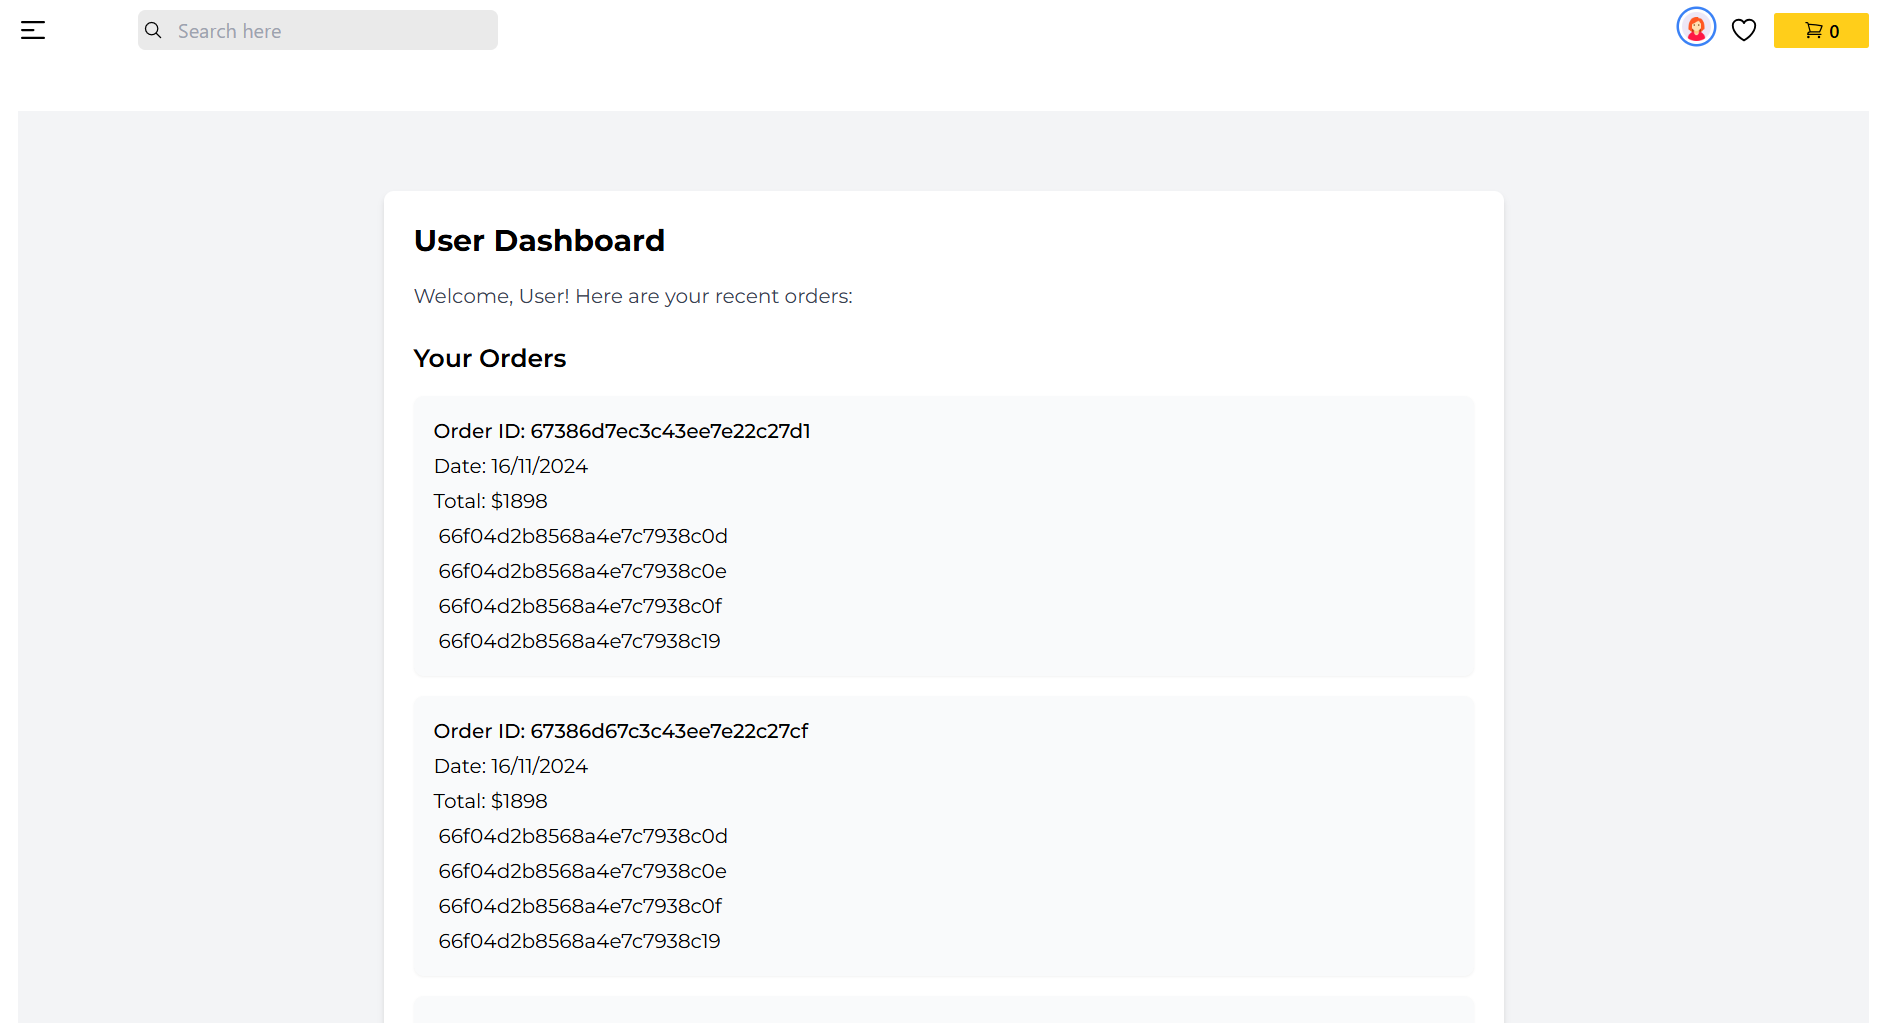 Search here
0
User Dashboard
Welcome, User! Here are your recent orders:
Your Orders
Order ID: 67386d7ec3c43ee7e22c27d1
Date: 16/11/2024
Total: $1898
66f04d2b8568a4e7c7938c0d
66f04d2b8568a4e7c7938c0e
66f04d2b8568a4e7c7938c0f
66f04d2b8568a4e7c7938c19
Order ID: 67386d67c3c43ee7e22c27cf
Date: 16/11/2024
Total: $1898
66f04d2b8568a4e7c7938c0d
66f04d2b8568a4e7c7938c0e
66f04d2b8568a4e7c7938c0f
66f04d2b8568a4e7c7938c19